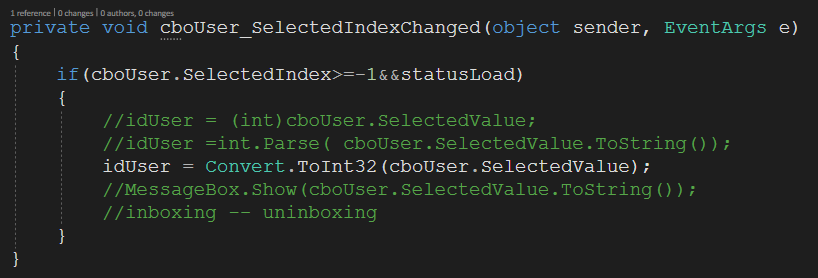 1 reference | 0 changes | 0 authors, 0 changes
private void cboUser_SelectedIndexChanged(object sender, EventArgs e)
{
if(cboUser.SelectedIndex>=-1&&statusLoad)
{
//idUser = (int)cboUser.SelectedValue;
//idUser =int.Parse( cboUser.SelectedValue.ToString());
idUser = Convert.ToInt32(cboUser.SelectedValue);
//MessageBox.Show(cboUser.SelectedValue.ToString());
//inboxing -- uninboxing
}
}